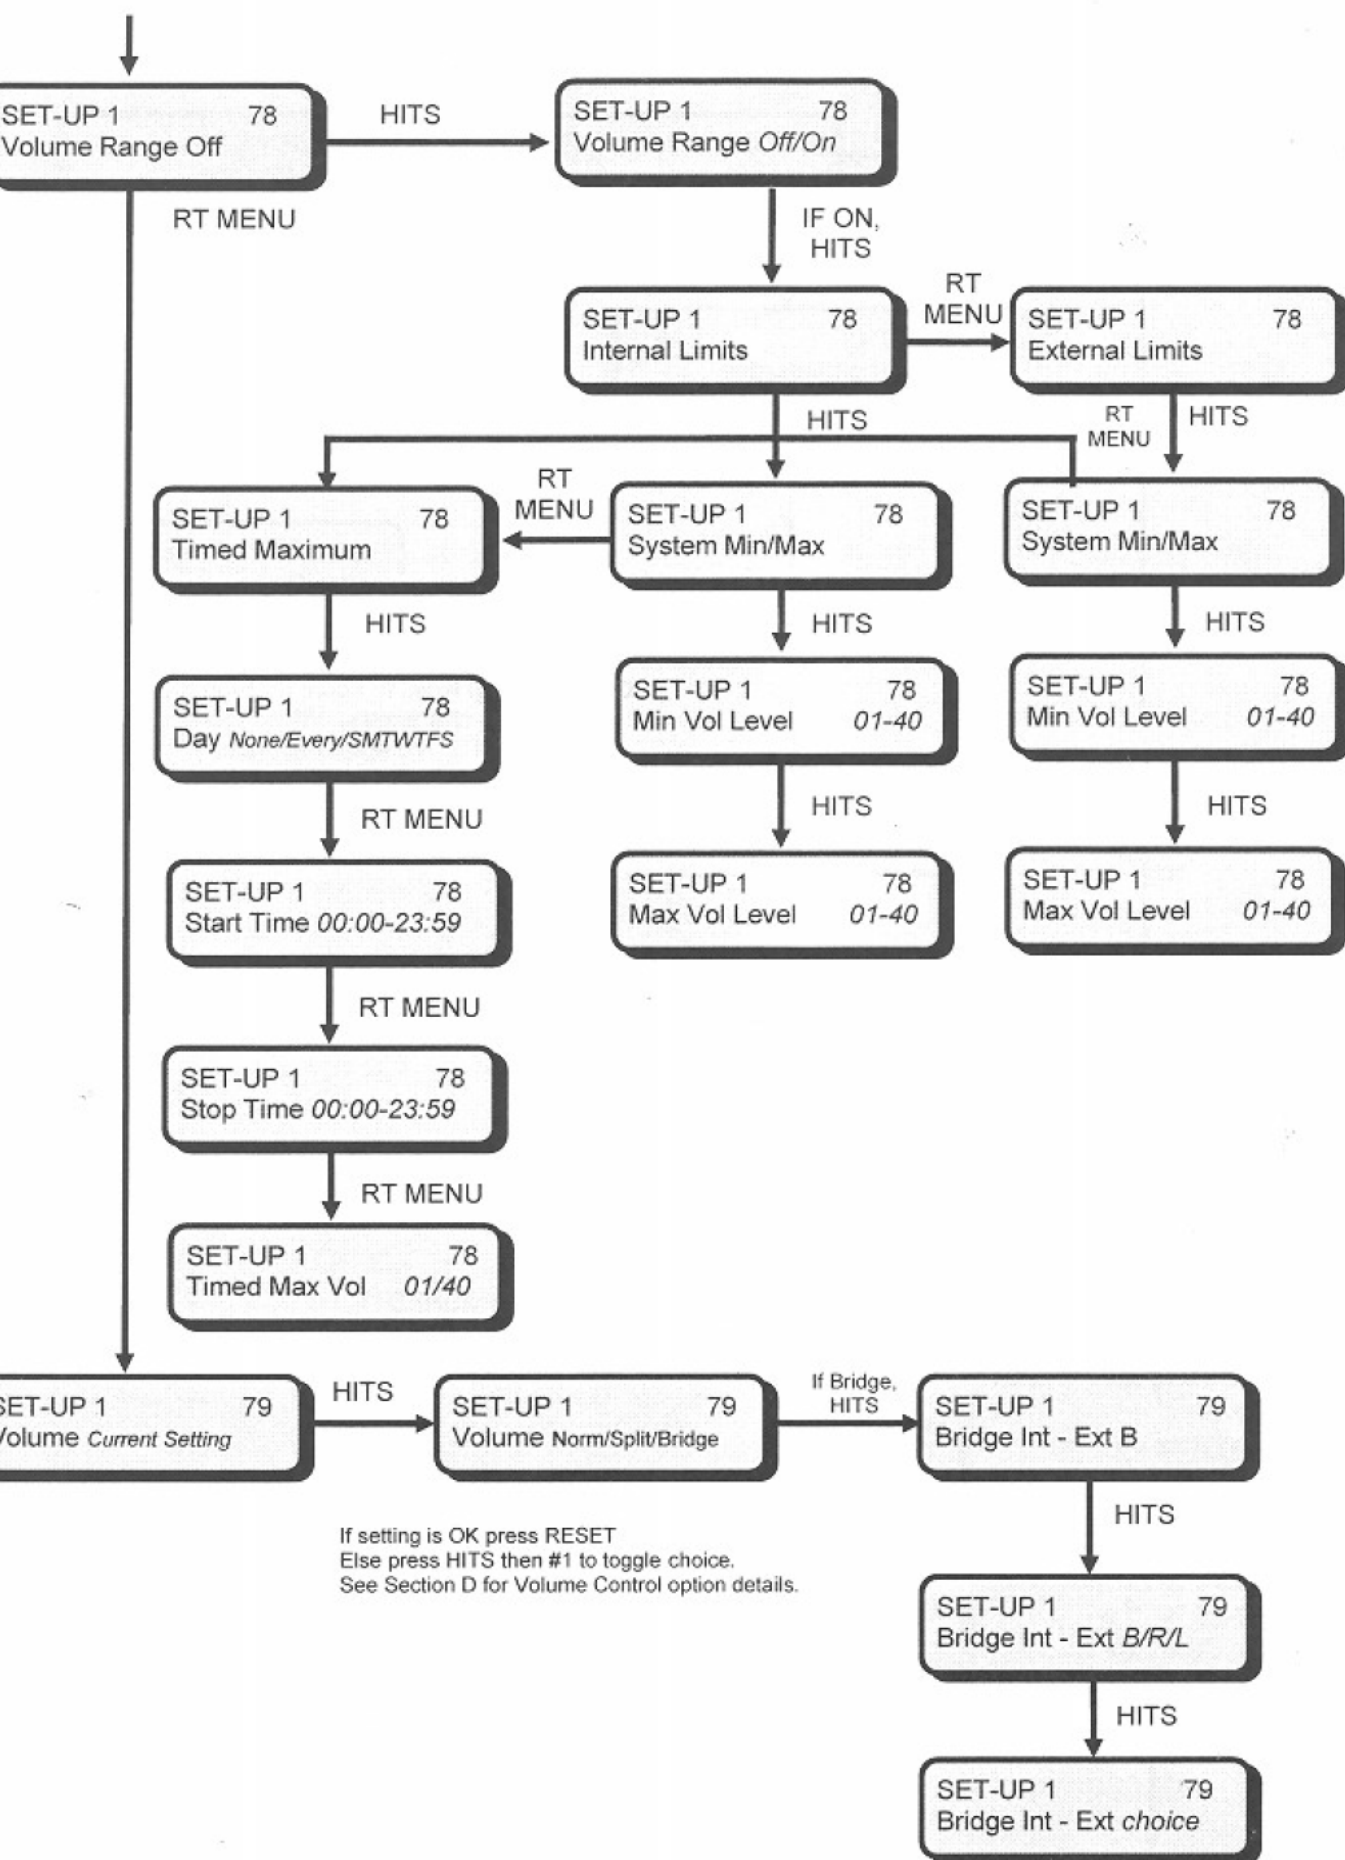 SET-UP 1 78
Volume Range Off
HITS
SET-UP 1 78
Volume Range Off/On
RT MENU
IF ON,
HITS
SET-UP 1 78
Internal Limits
RT
MENU
SET-UP 1 78
External Limits
HITS
RT
MENU
HITS
SET-UP 1 78
Timed Maximum
RT
MENU
SET-UP 1 78
System Min/Max
SET-UP 1 78
System Min/Max
HITS
HITS
HITS
SET-UP 1 78
Day None/Every/SMTWTFS
SET-UP 1 78
Min Vol Level 01-40
SET-UP 1 78
Min Vol Level 01-40
RT MENU
HITS
HITS
SET-UP 1 78
Start Time 00:00-23:59
SET-UP 1 78
Max Vol Level 01-40
SET-UP 1 78
Max Vol Level 01-40
RT MENU
SET-UP 1 78
Stop Time 00:00-23:59
RT MENU
SET-UP 1 78
Timed Max Vol 01/40
SET-UP 1 79
Volume Current Setting
HITS
SET-UP 1 79
Volume Norm/Split/Bridge
If Bridge,
HITS
SET-UP 1 79
Bridge Int - Ext B
HITS
If setting is OK press RESET
Else press HITS then #1 to toggle choice.
See Section D for Volume Control option details.
SET-UP 1 79
Bridge Int - Ext B/R/L
HITS
SET-UP 1 79
Bridge Int - Ext choice